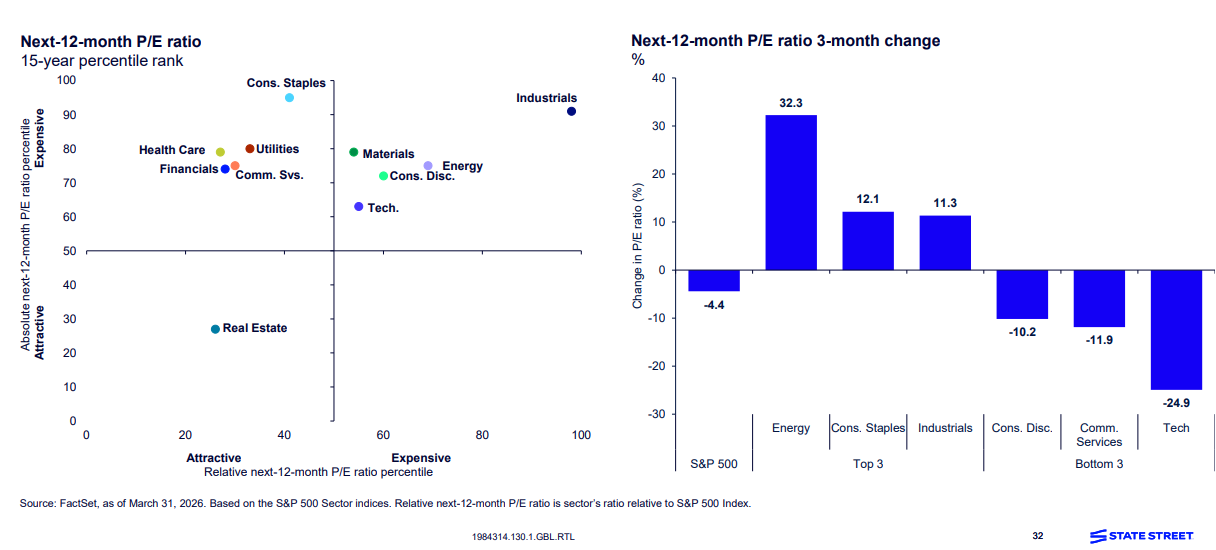 Next-12-month P/E ratio
15-year percentile rank
Absolute next-12-month P/E ratio percentile
Expensive
Attractive
100
90
80
70
60
50
40
30
20
10
0
Cons. Staples
Industrials
Health Care
Utilities
Financials
Comm. Svs.
Materials
Energy
Cons. Disc.
Tech.
Real Estate
0 20 40 60 80 100
Attractive Expensive
Relative next-12-month P/E ratio percentile
Next-12-month P/E ratio 3-month change
%
Change in P/E ratio (%)
40
30
20
10
0
-10
-20
-30
-4.4
32.3
12.1
11.3
-10.2
-11.9
-24.9
Energy Cons. Staples Industrials Cons. Disc. Comm. Tech
Services
S&P 500 Top 3 Bottom 3
Source: FactSet, as of March 31, 2026. Based on the S&P 500 Sector indices. Relative next-12-month P/E ratio is sector's ratio relative to S&P 500 Index.
1984314.130.1.GBL.RTL
32
STATE STREET